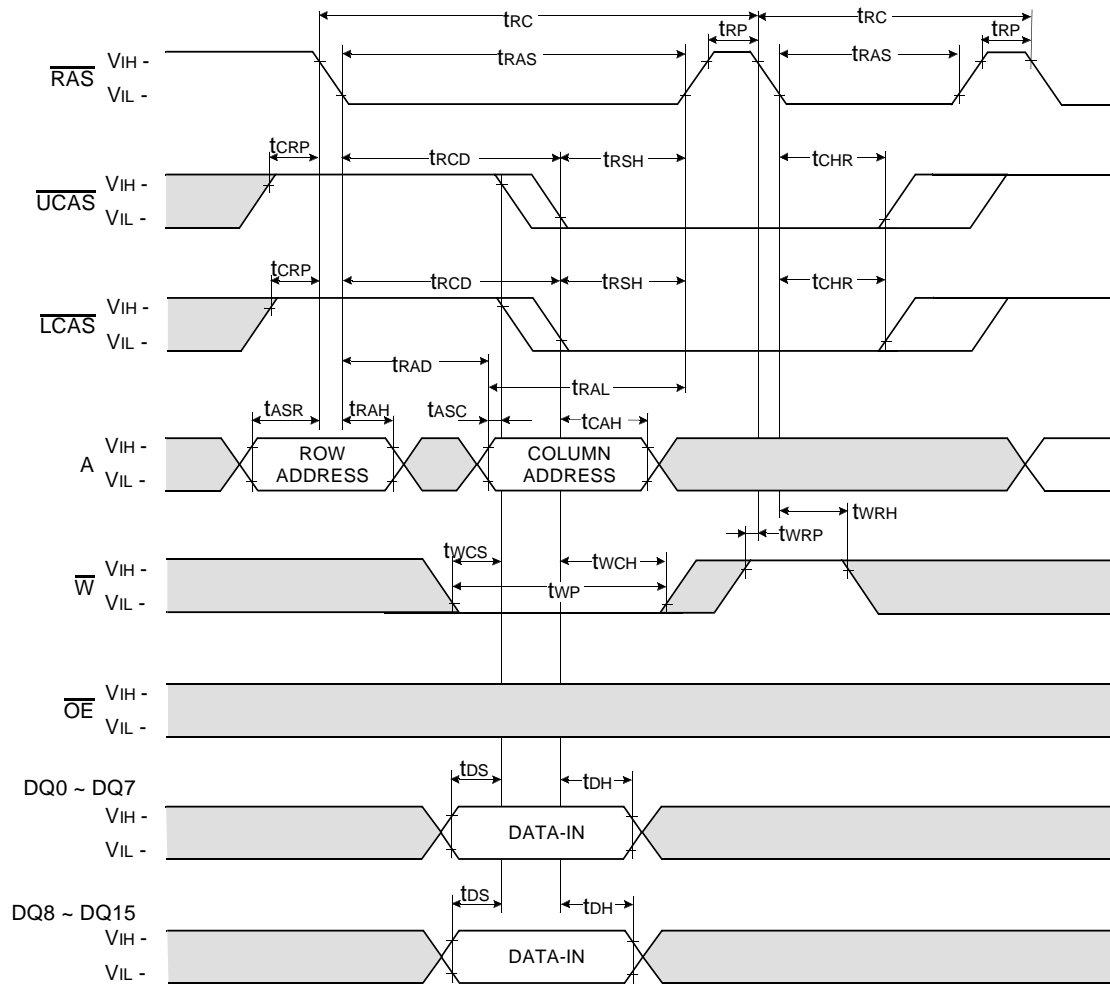 tRC tRC
tRP tRP
tRAS tRAS
RAS VIH -
VIL -
tCRP tRCD tRSH tCHR
UCAS VIH -
VIL -
tCRP tRCD tRSH tCHR
LCAS VIH -
VIL -
tRAD tRAL
tASR tRAH tASC tCAH
A VIH -
VIL -
ROW
ADDRESS
COLUMN
ADDRESS
tWRH
tWRP
tWCS tWCH
W VIH -
VIL -
tWP
OE VIH -
VIL -
tDS tDH
DQ0 ~ DQ7
VIH -
VIL -
DATA-IN
tDS tDH
DQ8 ~ DQ15
VIH -
VIL -
DATA-IN